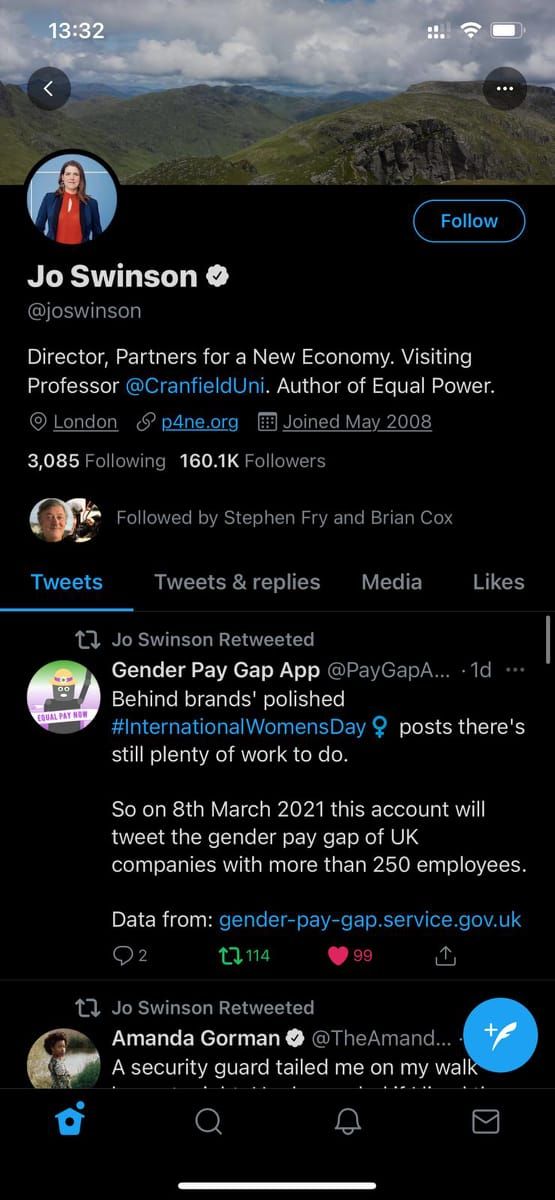 13:32
Follow
Jo Swinson
@joswinson
Director, Partners for a New Economy. Visiting
Professor @CranfieldUni. Author of Equal Power.
London p4ne.org Joined May 2008
3,085 Following 160.1K Followers
Followed by Stephen Fry and Brian Cox
Tweets Tweets & replies Media Likes
Jo Swinson Retweeted
Gender Pay Gap App @PayGapA... · 1d
EQUAL PAY NOW
Behind brands' polished
#InternationalWomensDay posts there's
still plenty of work to do.
So on 8th March 2021 this account will
tweet the gender pay gap of UK
companies with more than 250 employees.
Data from: gender-pay-gap.service.gov.uk
2 114 99
Jo Swinson Retweeted
Amanda Gorman @TheAmand... ·
A security guard tailed me on my walk